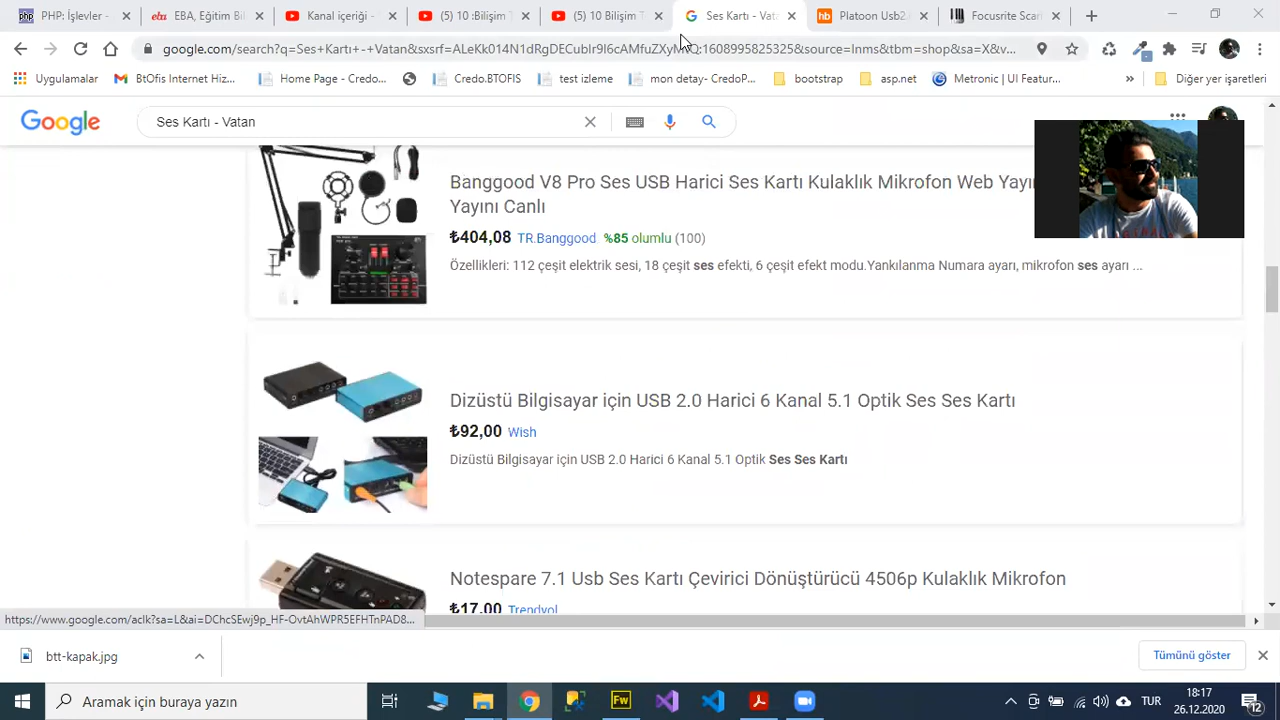 PHP: İşlevler -
EBA, Eğitim Bi
Kanal içeriği -
(5) 10 :Bilişim T
(5) 10 Bilişim T
Ses Kartı - Vata
Platoon Usb2.
Focusrite Scar
google.com/search?q=Ses+Kartı+-+Vatan&sxsrf=
:1608995825325&source=lnms&tbm=shop&sa=X&v...
Uygulamalar
BtOfis Internet Hiz...
Home Page - Credo...
Credo.BTOFIS
test izleme
mon detay- CredoP...
bootstrap
asp.net
Metronic | UI Featur...
»
Diğer yer işaretleri
Google
Ses Kartı - Vatan
Banggood V8 Pro Ses USB Harici Ses Kartı Kulaklık Mikrofon Web Yayı
Yayını Canlı
₺404,08 TR.Banggood %85 olumlu (100)
Özellikleri: 112 çeşit elektrik sesi, 18 çeşit ses efekti, 6 çeşit efekt modu Yankılanma Numara ayarı, mikrofon ses ayarı ...
Dizüstü Bilgisayar için USB 2.0 Harici 6 Kanal 5.1 Optik Ses Ses Kartı
₺92,00 Wish
Dizüstü Bilgisayar için USB 2.0 Harici 6 Kanal 5.1 Optik Ses Ses Kartı
Notespare 7.1 Usb Ses Kartı Çevirici Dönüştürücü 4506p Kulaklık Mikrofon
₺17,00 Trendyol
https://www.google.com/aclk?sa=L&ai=DChcSEwj9p_HF-OvtAhWPR5EFHTnPAD8...
btt-kapak.jpg
Tümünü göster
Aramak için buraya yazın
Fw
TUR
18:17
26.12.2020
12